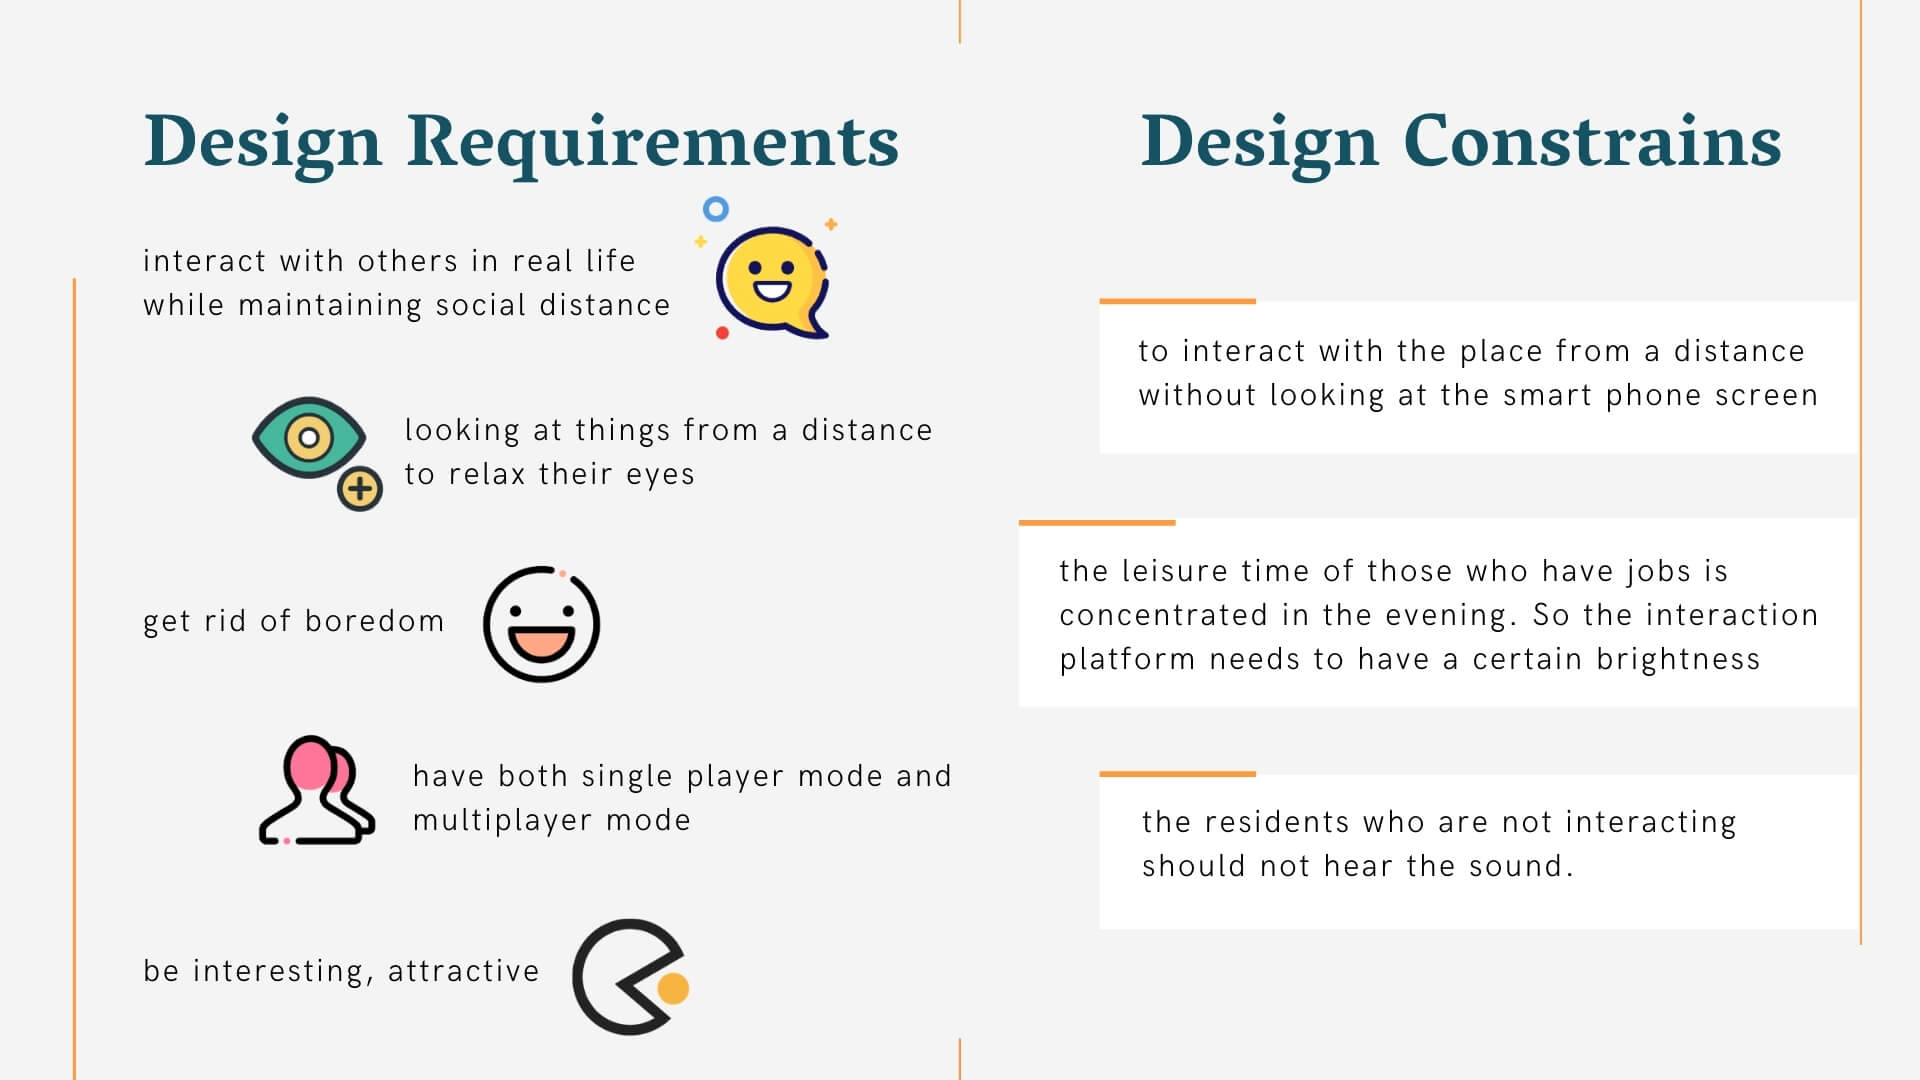 Design Requirements
interact with others in real life
while maintaining social distance
looking at things from a distance
to relax their eyes
get rid of boredom
have both single player mode and
multiplayer mode
be interesting, attractive
Design Constrains
to interact with the place from a distance
without looking at the smart phone screen
the leisure time of those who have jobs is
concentrated in the evening. So the interaction
platform needs to have a certain brightness
the residents who are not interacting
should not hear the sound.